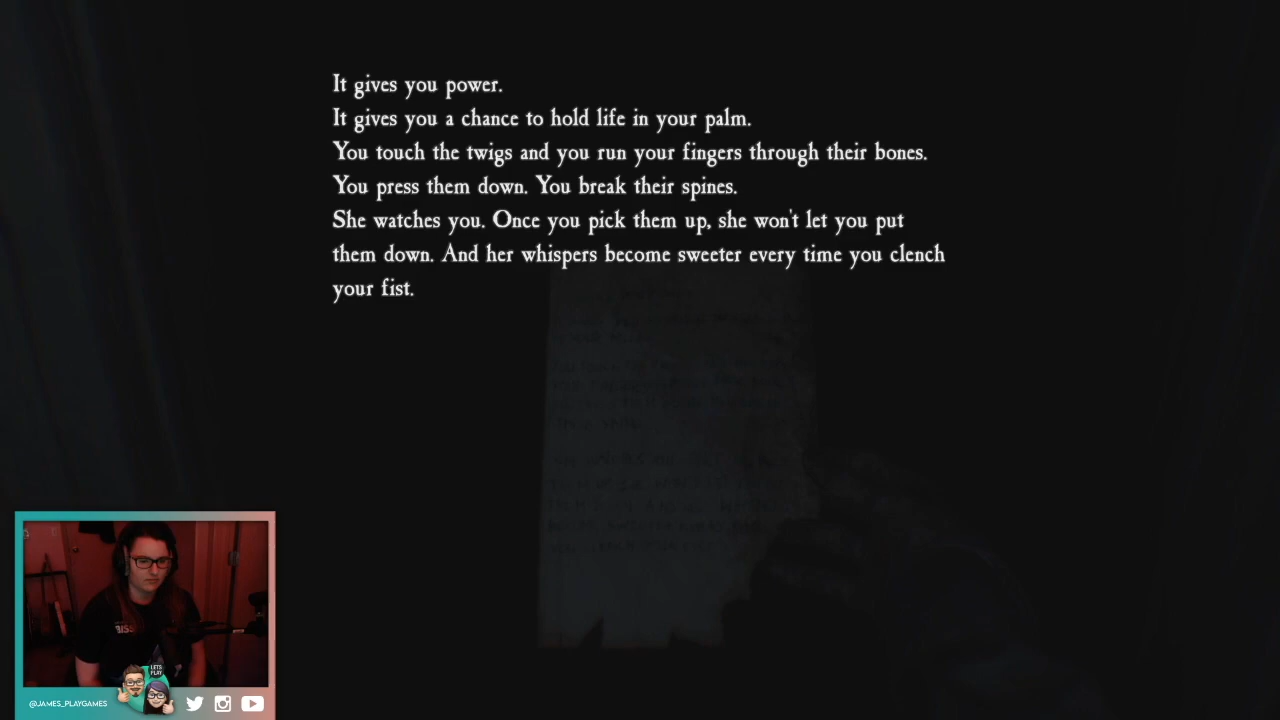 It gives you power.
It gives you a chance to hold life in your palm.
You touch the twigs and you run your fingers through their bones.
You press them down. You break their spines.
She watches you. Once you pick them up, she won't let you put
them down. And her whispers become sweeter every time you clench
your fist.
BISS
LETS
PLAY
@JAMES_PLAYGAMES